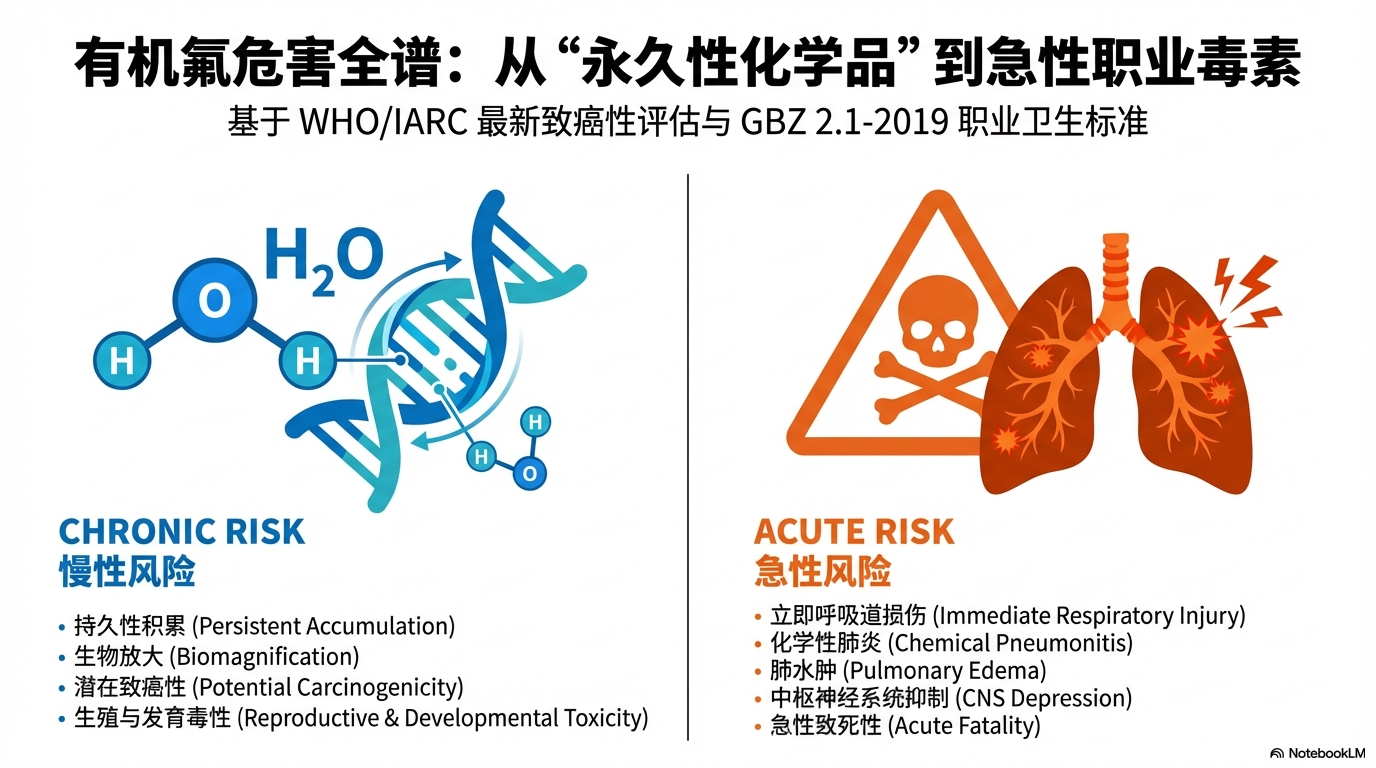 有机氟危害全谱：从“永久性化学品”到急性职业毒素
基于 WHO/IARC 最新致癌性评估与 GBZ 2.1-2019 职业卫生标准
H₂O
O
H
H
H
H
O
CHRONIC RISK
慢性风险
• 持久性积累 (Persistent Accumulation)
• 生物放大 (Biomagnification)
• 潜在致癌性 (Potential Carcinogenicity)
• 生殖与发育毒性 (Reproductive & Developmental Toxicity)
ACUTE RISK
急性风险
• 立即呼吸道损伤 (Immediate Respiratory Injury)
• 化学性肺炎 (Chemical Pneumonitis)
• 肺水肿 (Pulmonary Edema)
• 中枢神经系统抑制 (CNS Depression)
• 急性致死性 (Acute Fatality)
NotebookLM